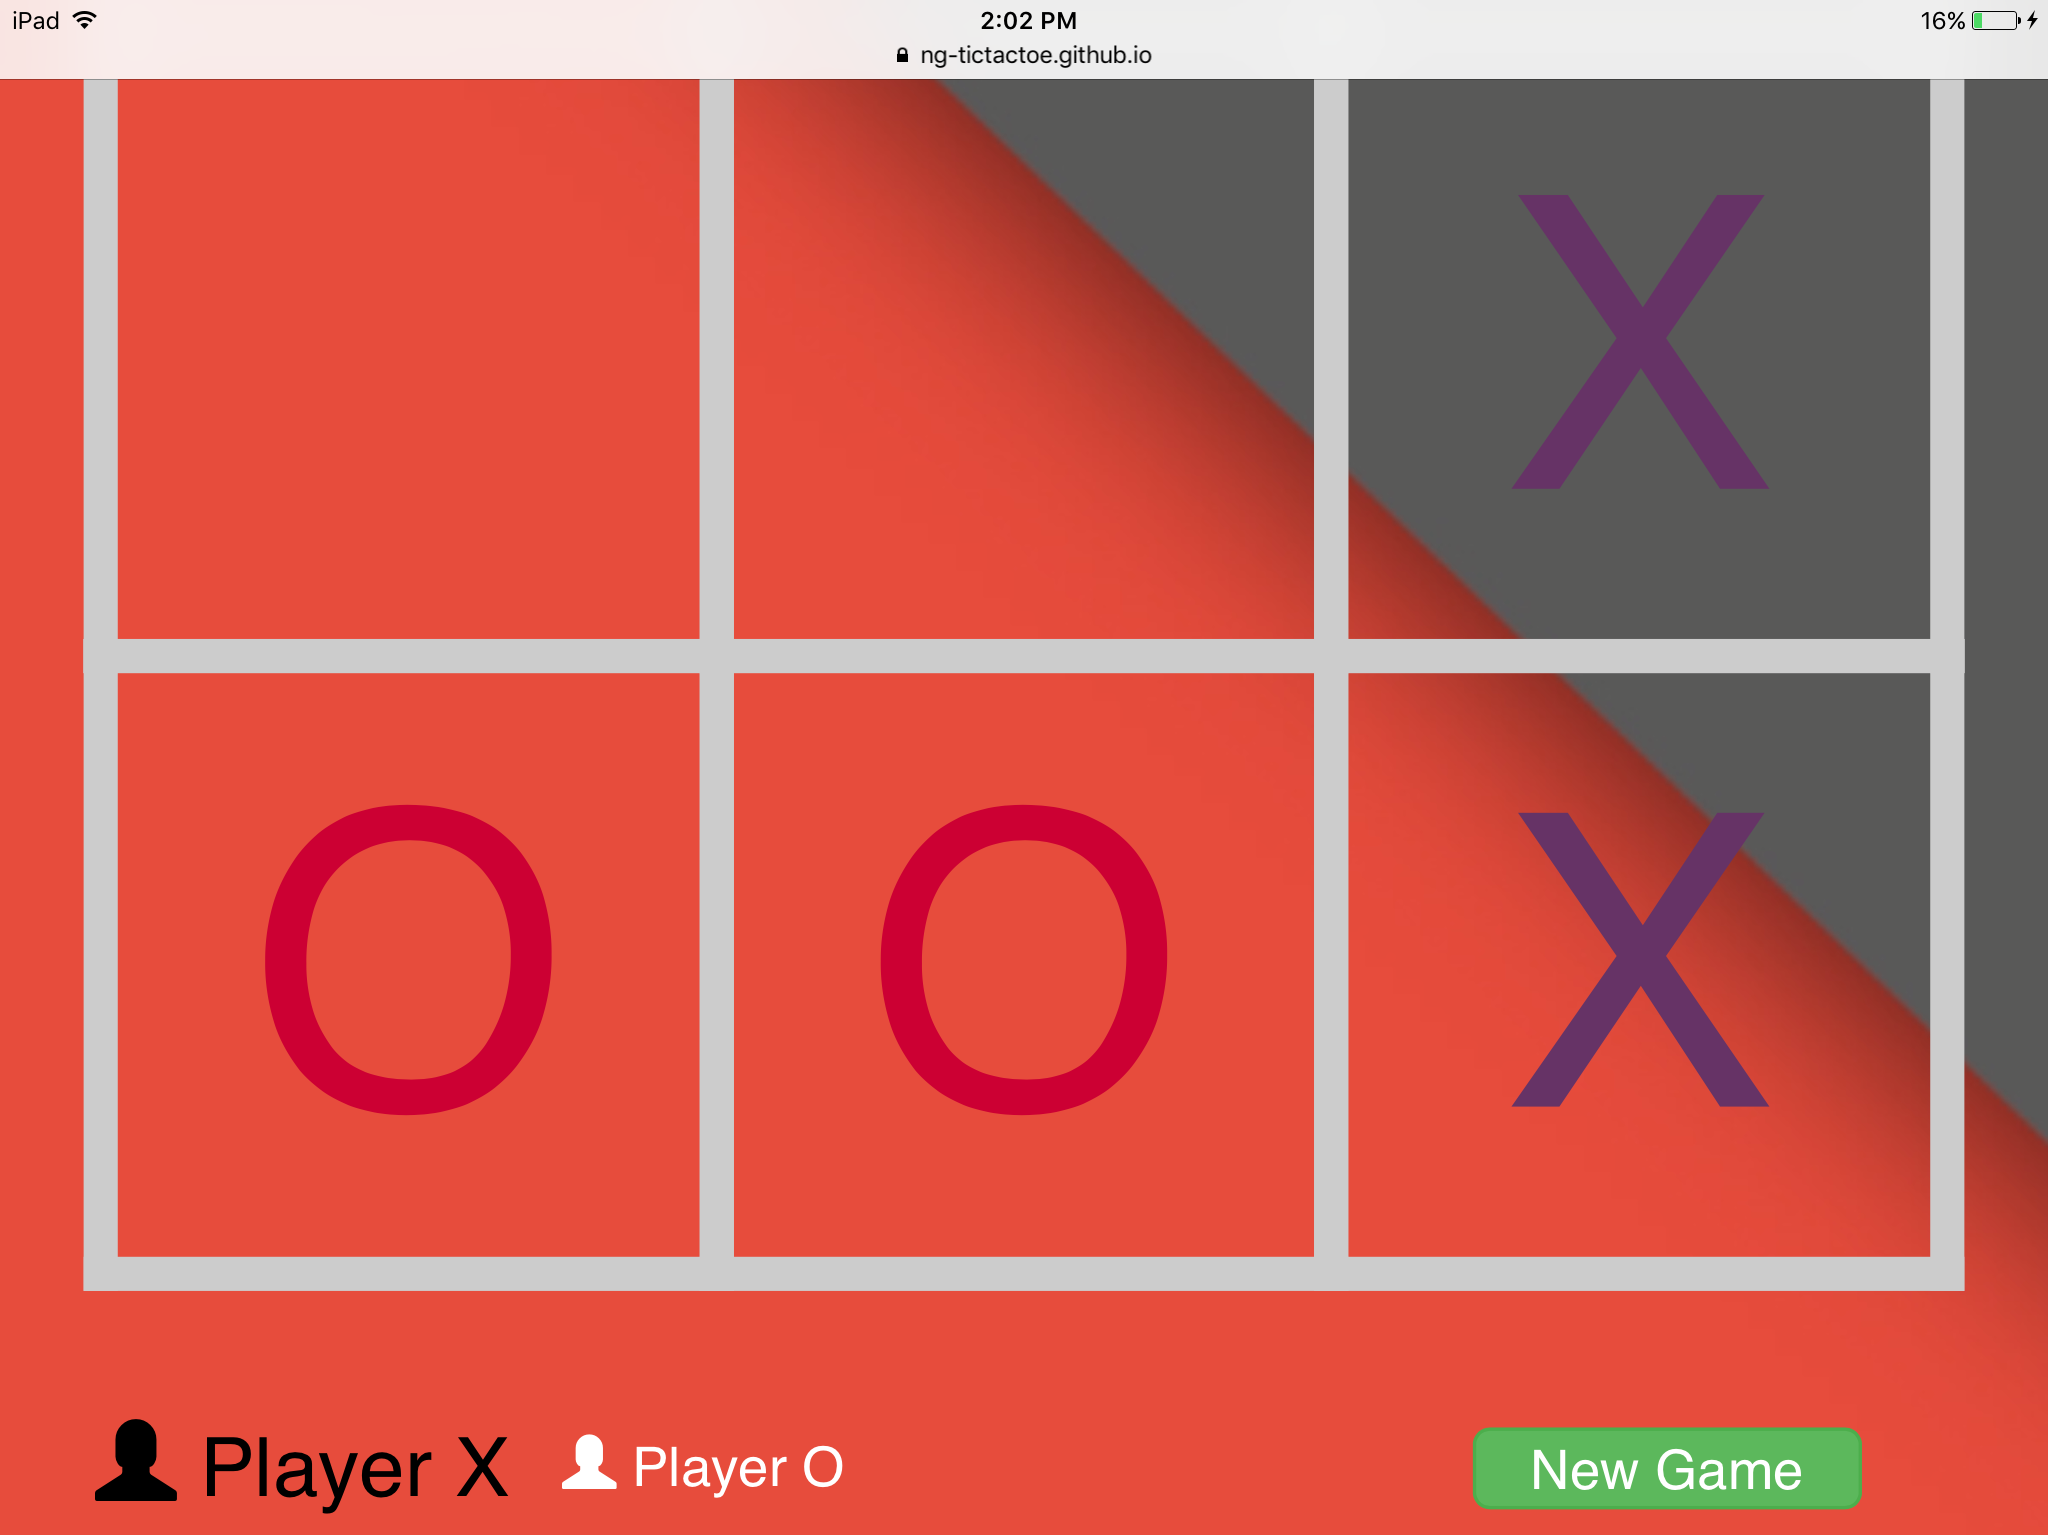 iPad 2:02 PM 16%
ng-tictactoe.github.io
X
O O X
Player X Player O New Game